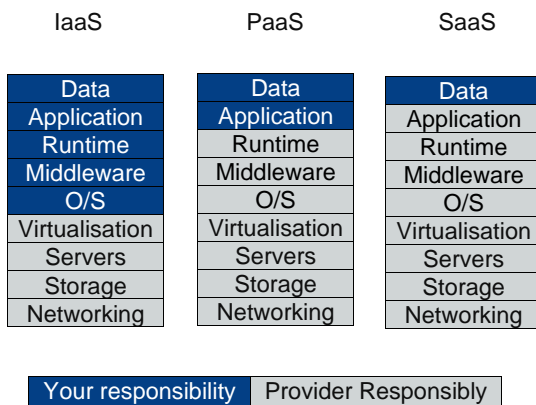 IaaS PaaS SaaS
Data Data Data
Application Application Application
Runtime Runtime Runtime
Middleware Middleware Middleware
O/S O/S O/S
Virtualisation Virtualisation Virtualisation
Servers Servers Servers
Storage Storage Storage
Networking Networking Networking
Your responsibility Provider Responsibly